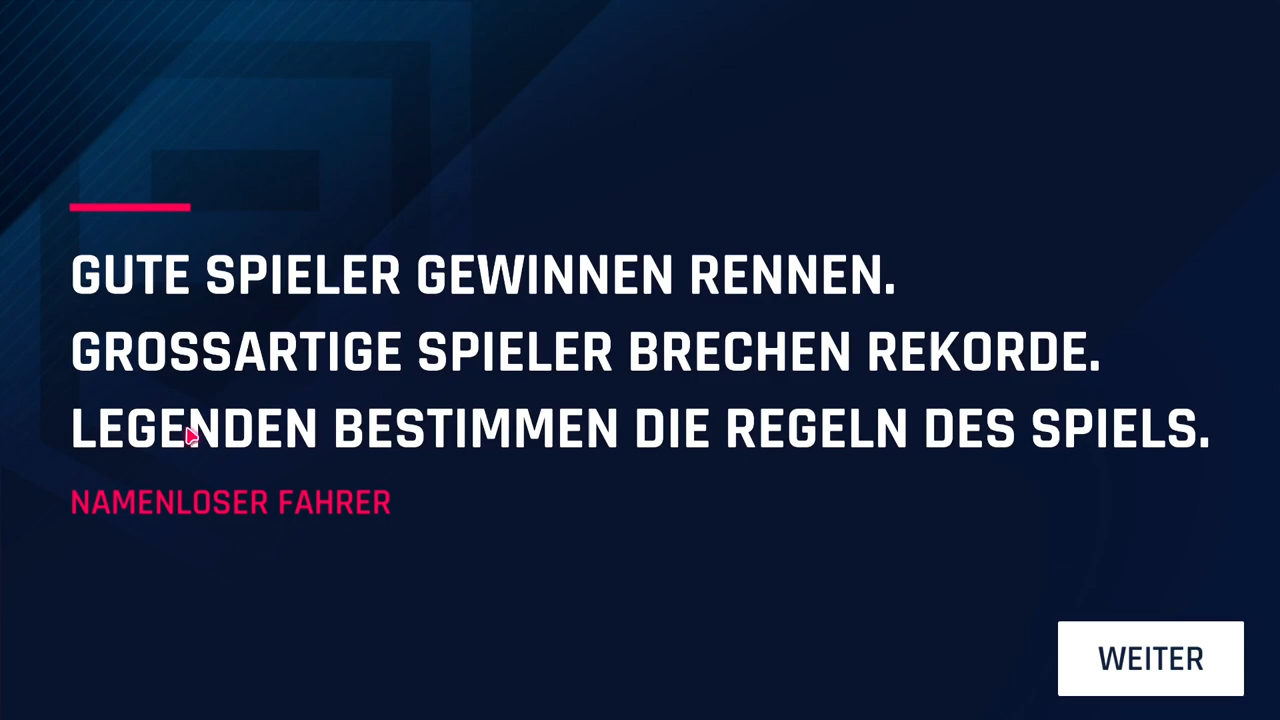 GUTE SPIELER GEWINNEN RENNEN.
GROSSARTIGE SPIELER BRECHEN REKORDE.
LEGENDEN BESTIMMEN DIE REGELN DES SPIELS.
NAMENLOSER FAHRER
WEITER